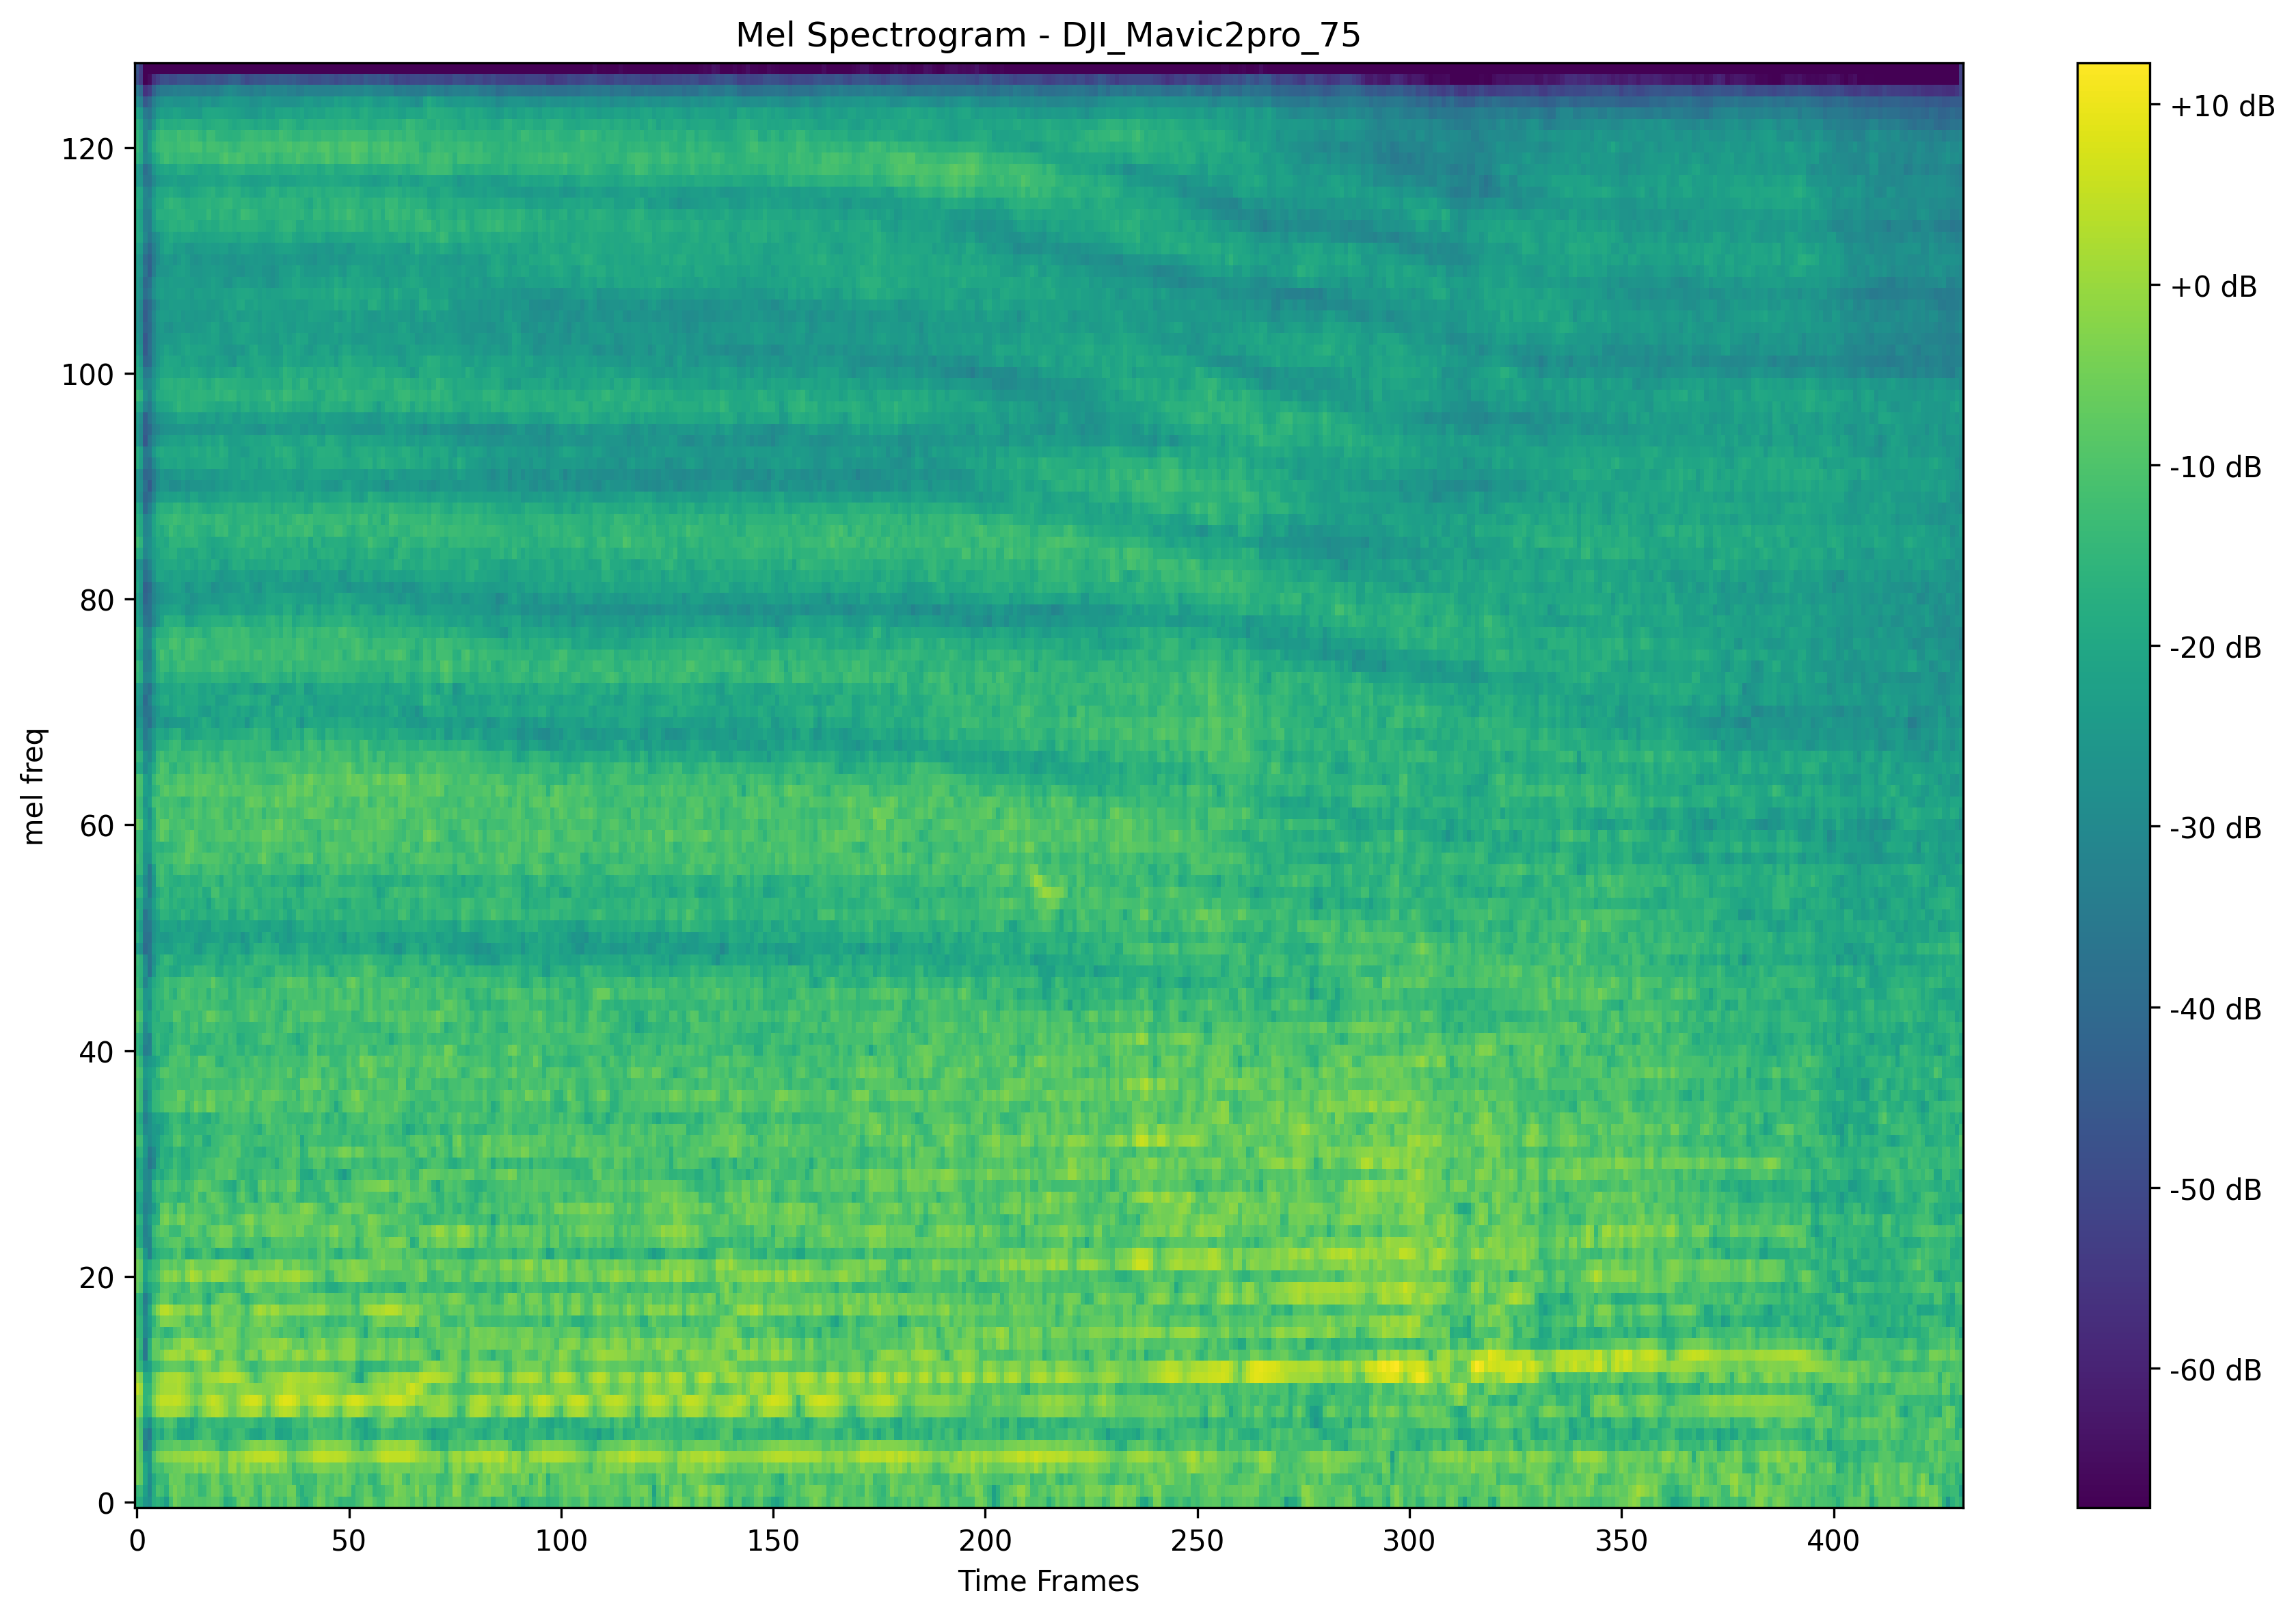 Mel Spectrogram - DJI_Mavic2pro_75
mel freq
120
100
80
60
40
20
0
0 50 100 150 200 250 300 350 400
Time Frames
+10 dB
+0 dB
-10 dB
-20 dB
-30 dB
-40 dB
-50 dB
-60 dB